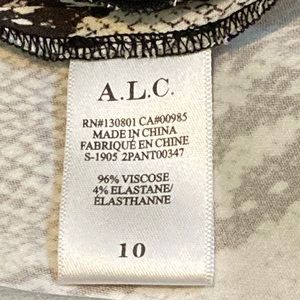 A.L.C.
RN#130801 CA#00985
MADE IN CHINA
FABRIQUÉ EN CHINE
S-1905 2PANT00347
96% VISCOSE
4% ELASTANE/
ÉLASTHANNE
10